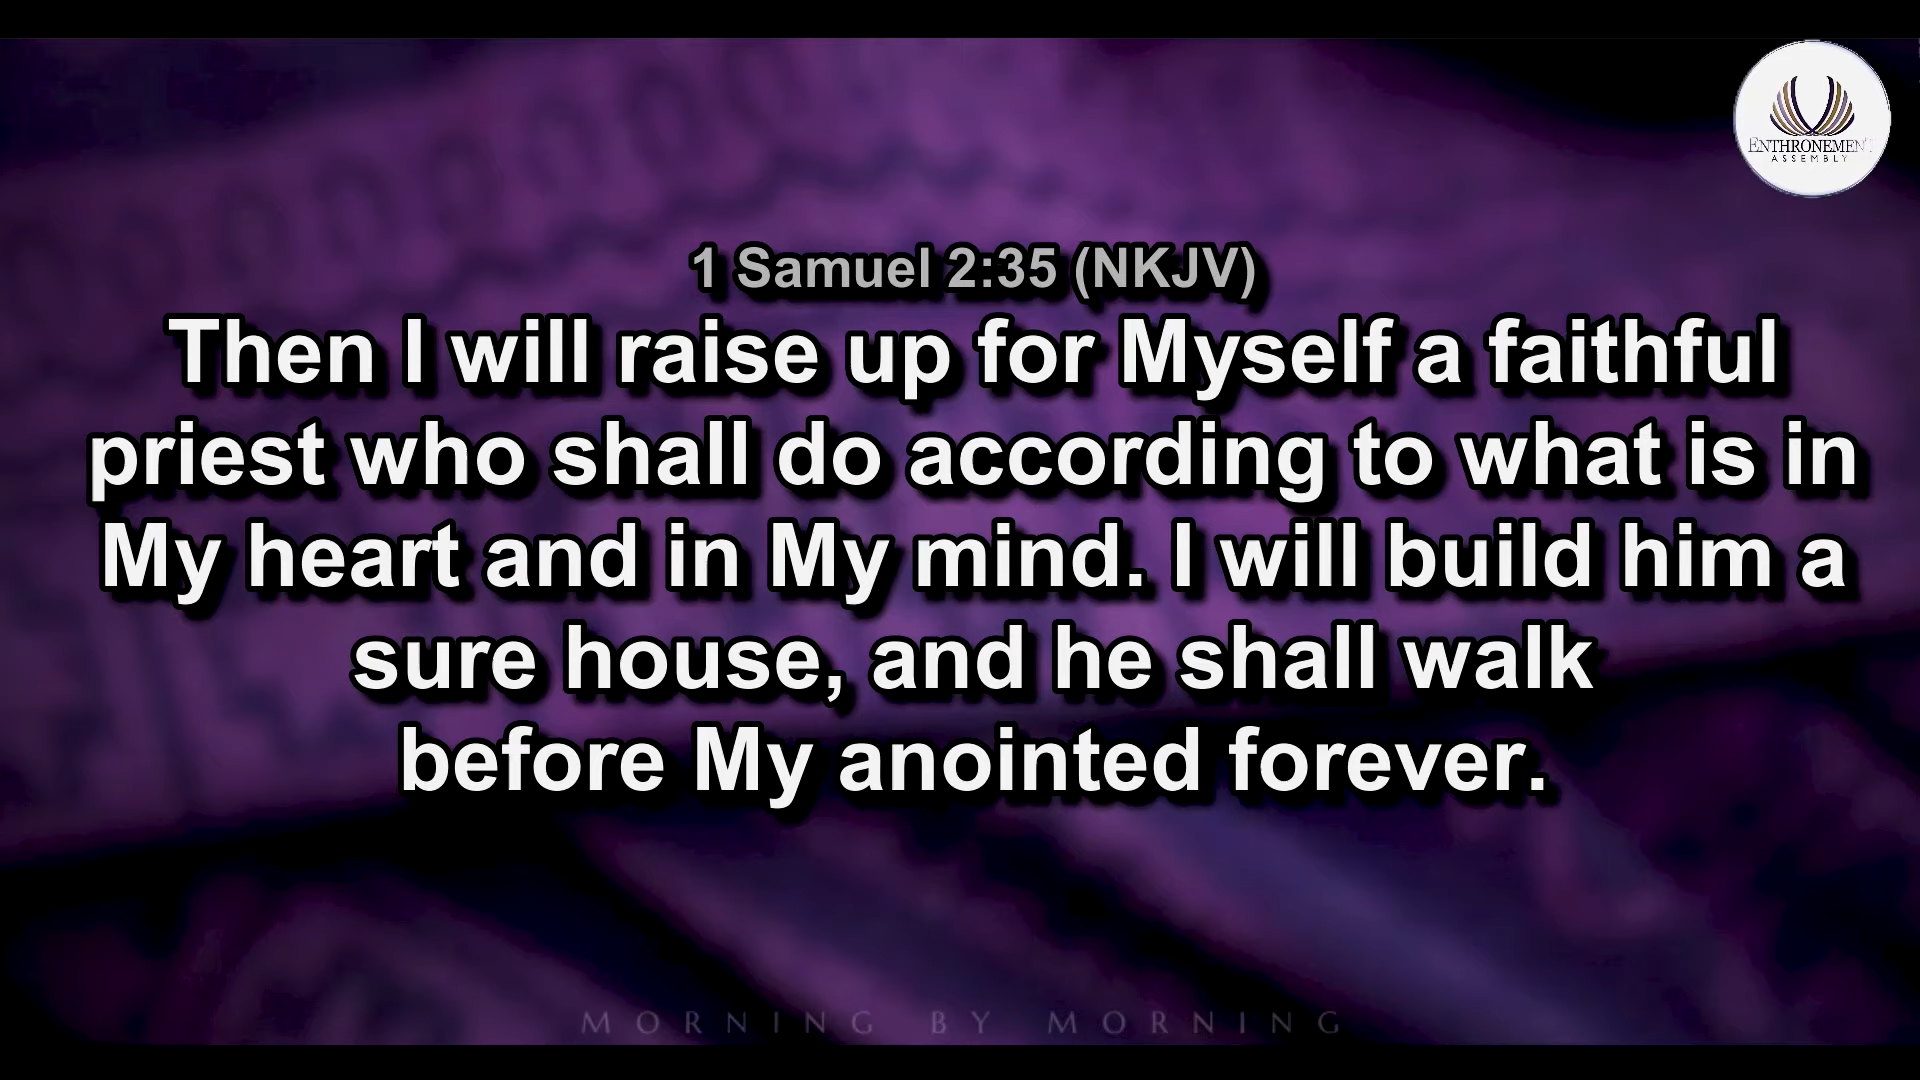 ENTHRONEMENT
ASSEMBLY
1 Samuel 2:35 (NKJV)
Then I will raise up for Myself a faithful
priest who shall do according to what is in
My heart and in My mind. I will build him a
sure house, and he shall walk
before My anointed forever.
MORNING BY MORNING